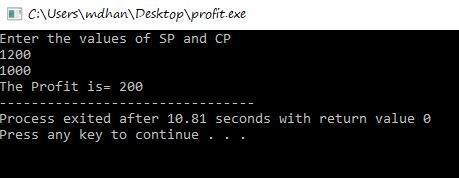 C:\Users\mdhan\Desktop\profit.exe
Enter the values of SP and CP
1200
1000
The Profit is= 200
--------------------------------
Process exited after 10.81 seconds with return value 0
Press any key to continue . . .